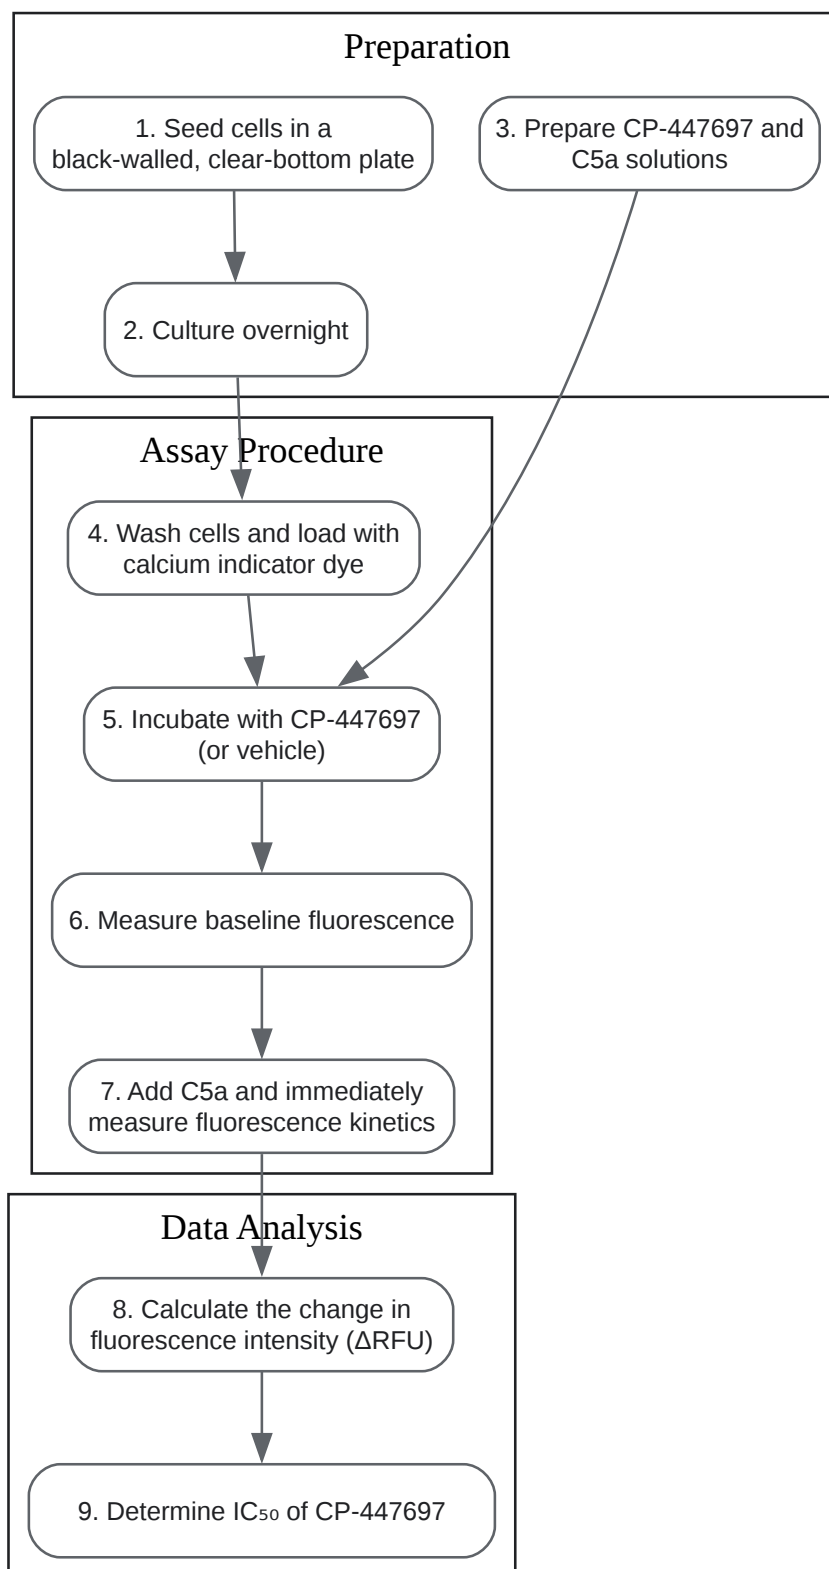 Preparation
1. Seed cells in a
black-walled, clear-bottom plate
3. Prepare CP-447697 and
C5a solutions
2. Culture overnight
Assay Procedure
4. Wash cells and load with
calcium indicator dye
5. Incubate with CP-447697
(or vehicle)
6. Measure baseline fluorescence
7. Add C5a and immediately
measure fluorescence kinetics
Data Analysis
8. Calculate the change in
fluorescence intensity (ΔRFU)
9. Determine IC₅₀ of CP-447697